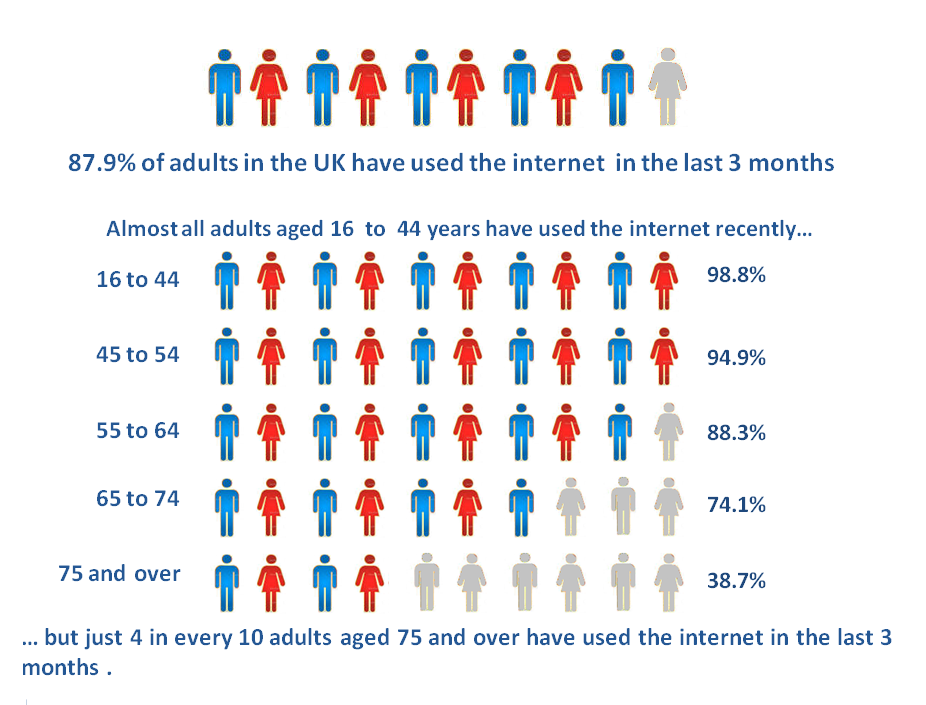 87.9% of adults in the UK have used the internet in the last 3 months
Almost all adults aged 16 to 44 years have used the internet recently...
16 to 44 98.8%
45 to 54 94.9%
55 to 64 88.3%
65 to 74 74.1%
75 and over 38.7%
... but just 4 in every 10 adults aged 75 and over have used the internet in the last 3
months .